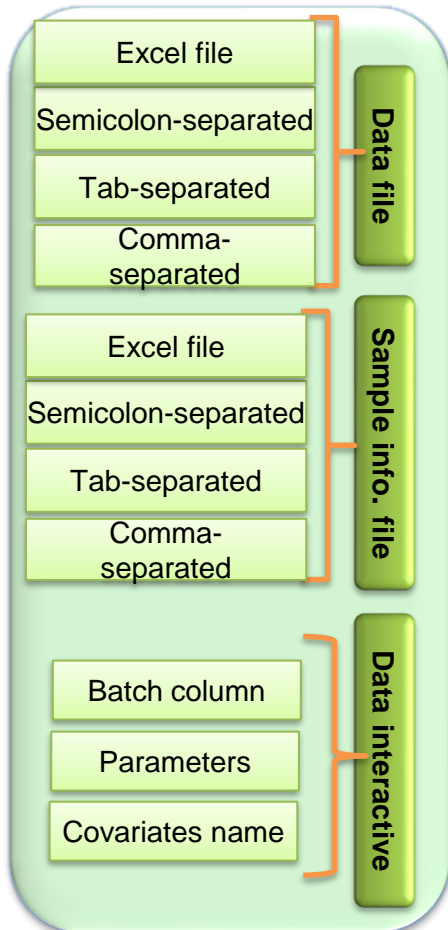 Excel file
Semicolon-separated
Tab-separated
Comma-
separated
Data file
Excel file
Semicolon-separated
Tab-separated
Comma-
separated
Sample info. file
Batch column
Parameters
Covariates name
Data interactive